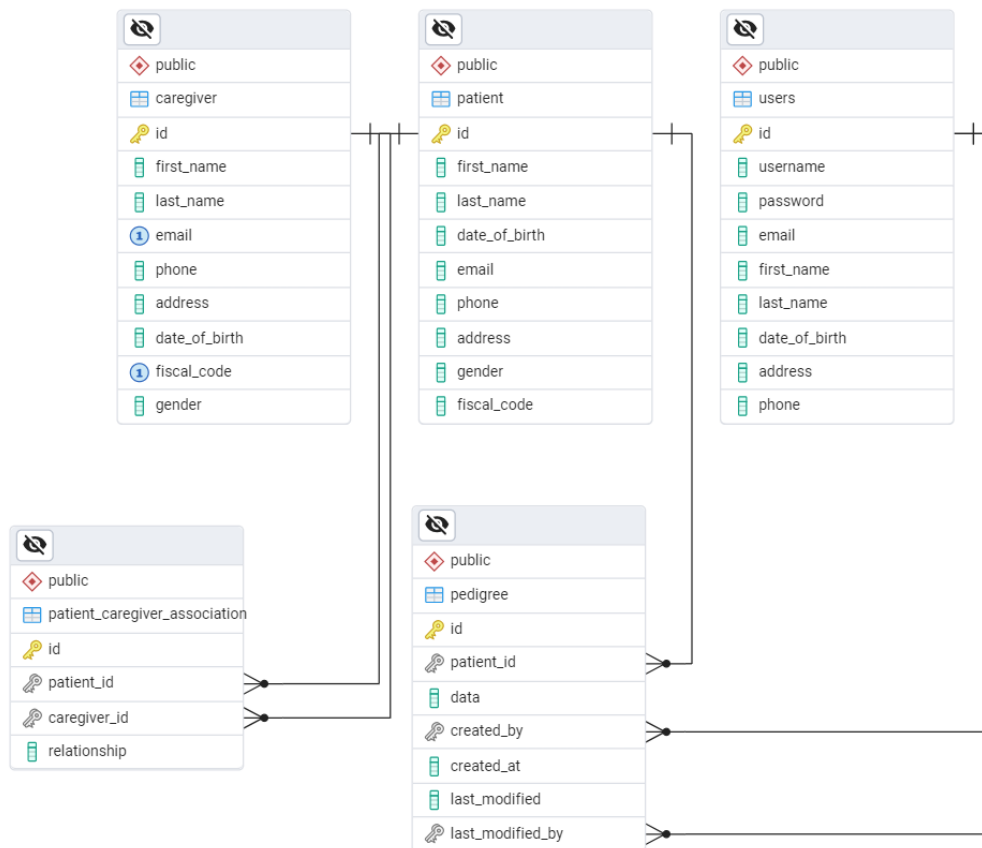 public
caregiver
id
first_name
last_name
1 email
phone
address
date_of_birth
1 fiscal_code
gender
public
patient
id
first_name
last_name
date_of_birth
email
phone
address
gender
fiscal_code
public
users
id
username
password
email
first_name
last_name
date_of_birth
address
phone
public
patient_caregiver_association
id
patient_id
caregiver_id
relationship
public
pedigree
id
patient_id
data
created_by
created_at
last_modified
last_modified_by